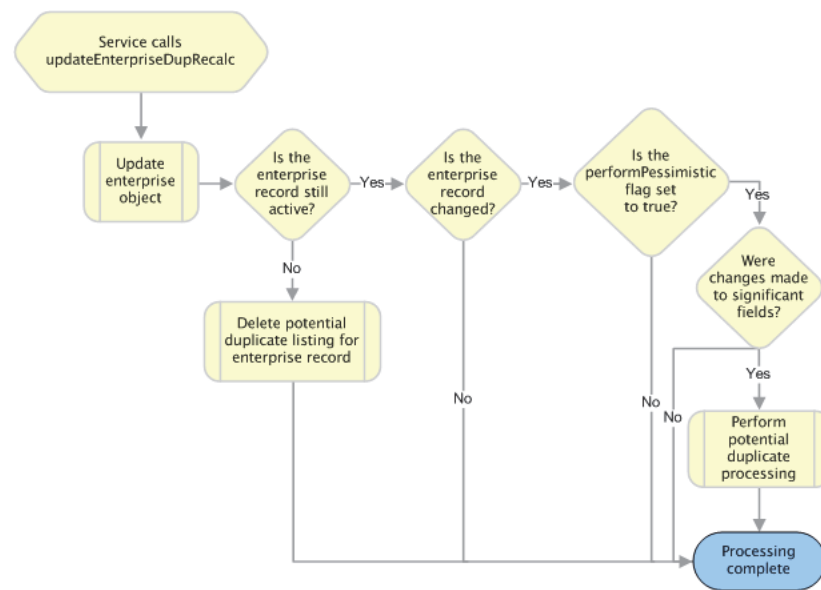 Service calls
updateEnterpriseDupRecalc
Update
enterprise
object
Is the
enterprise
record still
active?
Yes
Is the
enterprise
record
changed?
Yes
Is the
performPessimistic
flag set
to true?
Yes
No
Were
changes made
to significant
fields?
Delete potential
duplicate listing for
enterprise record
Yes
No
No
No
Perform
potential
duplicate
processing
Processing
complete